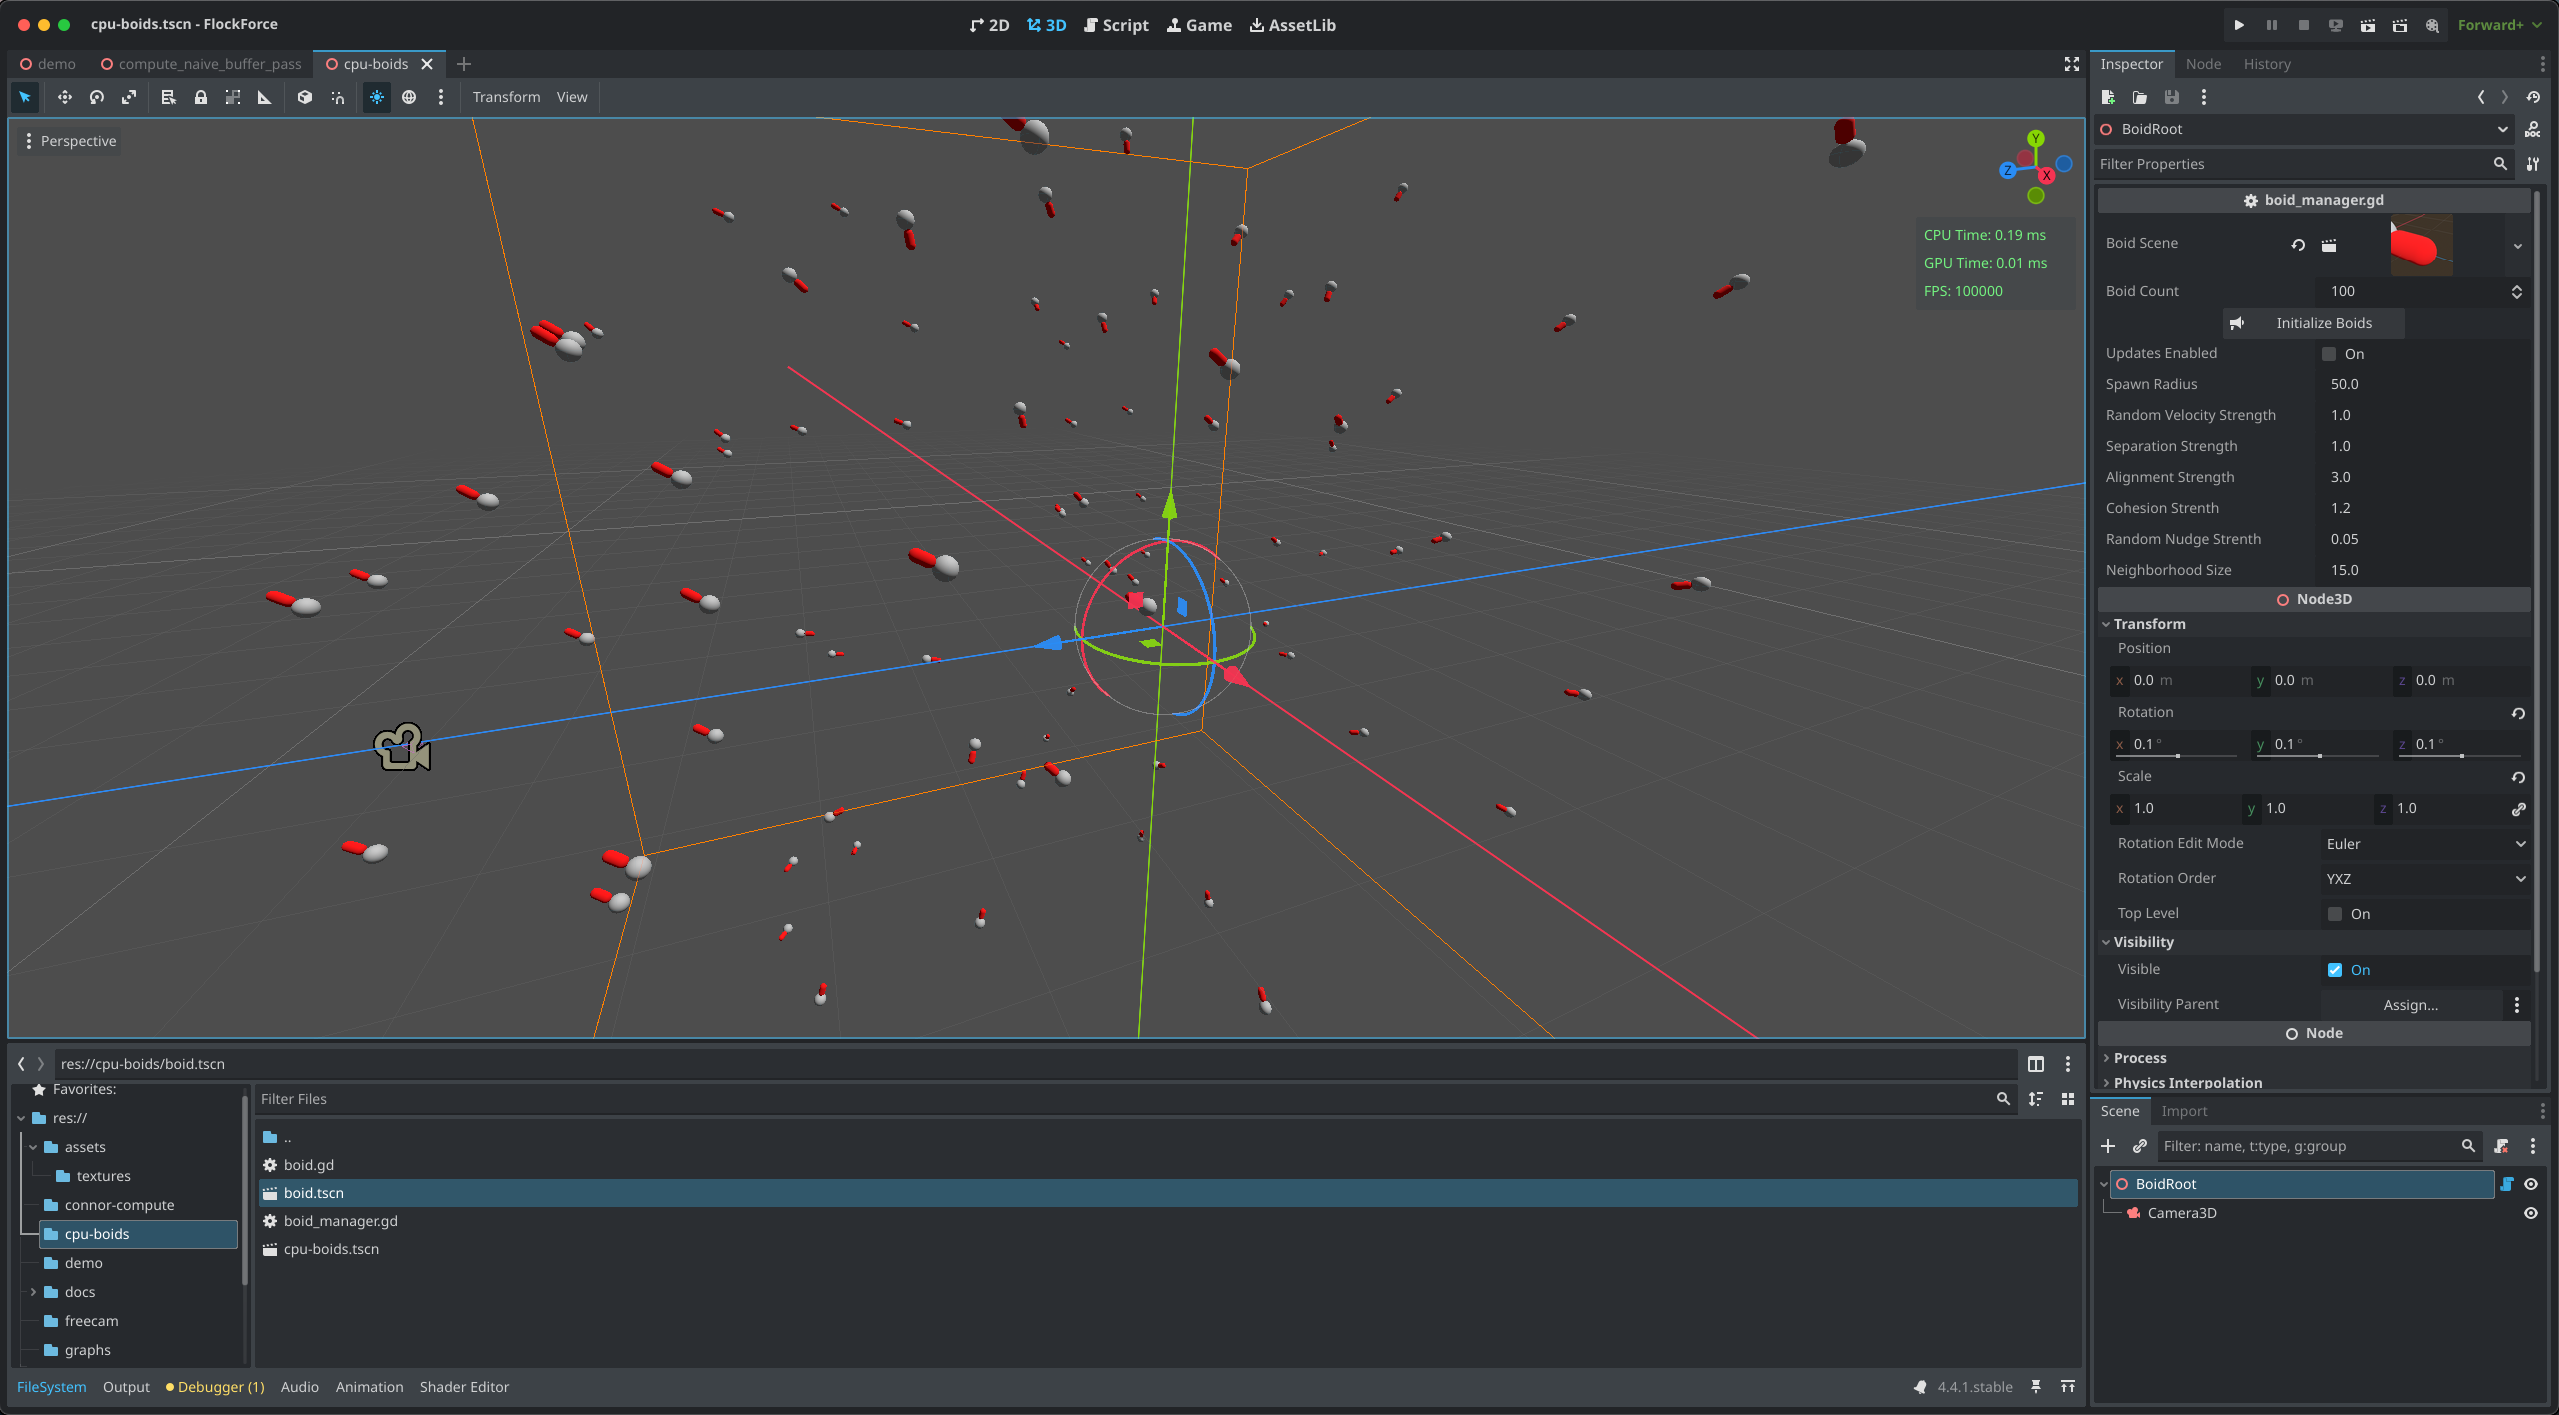 cpu-boids.tscn - FlockForce
2D 3D Script Game AssetLib
Forward+
demo compute_naive_buffer_pass cpu-boids
Transform View
Perspective
Y
Z
X
CPU Time: 0.19 ms
GPU Time: 0.01 ms
FPS: 100000
res://cpu-boids/boid.tscn
Favorites:
res://
assets
textures
connor-compute
cpu-boids
demo
docs
freecam
graphs
Filter Files
..
boid.gd
boid.tscn
boid_manager.gd
cpu-boids.tscn
FileSystem Output Debugger (1) Audio Animation Shader Editor
4.4.1.stable
Inspector Node History
BoidRoot
DOC
Filter Properties
boid_manager.gd
Boid Scene
Boid Count 100
Initialize Boids
Updates Enabled On
Spawn Radius 50.0
Random Velocity Strength 1.0
Separation Strength 1.0
Alignment Strength 3.0
Cohesion Strenth 1.2
Random Nudge Strenth 0.05
Neighborhood Size 15.0
Node3D
Transform
Position
x 0.0 m y 0.0 m z 0.0 m
Rotation
x 0.1 ° y 0.1 ° z 0.1 °
Scale
x 1.0 y 1.0 z 1.0
Rotation Edit Mode Euler
Rotation Order YXZ
Top Level On
Visibility
Visible On
Visibility Parent Assign...
Node
Process
Physics Interpolation
Scene Import
Filter: name, t:type, g:group
BoidRoot
Camera3D